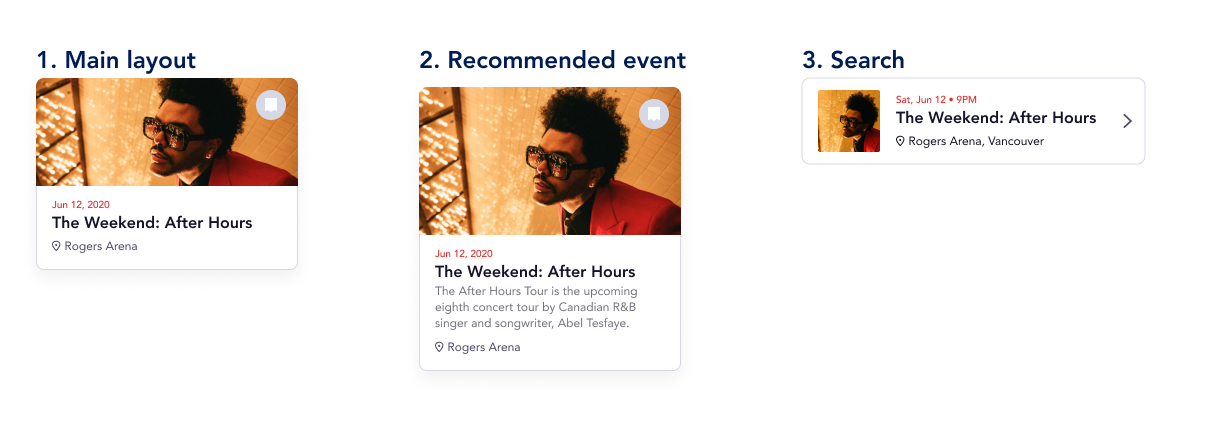 1. Main layout
Jun 12, 2020
The Weekend: After Hours
Rogers Arena
2. Recommended event
Jun 12, 2020
The Weekend: After Hours
The After Hours Tour is the upcoming
eighth concert tour by Canadian R&B
singer and songwriter, Abel Tesfaye.
Rogers Arena
3. Search
Sat, Jun 12 • 9PM
The Weekend: After Hours
Rogers Arena, Vancouver